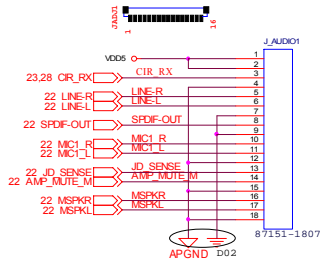 JADJ1
1 16
J_AUDIO1
VDD5
1
2
23,28 CIR_RX CIR_RX 3
4
22 LINE-R LINE-R 5
22 LINE-L LINE-L 6
7
22 SPDIF-OUT SPDIF-OUT 8
9
22 MIC1_R MIC1_R 10
22 MIC1_L MIC1_L 11
12
22 JD_SENSE JD_SENSE 13
22 AMP_MUTE_M AMP_MUTE_M 14
15
22 MSPKR MSPKR 16
22 MSPKL MSPKL 17
18
87151-1807
APGND D02